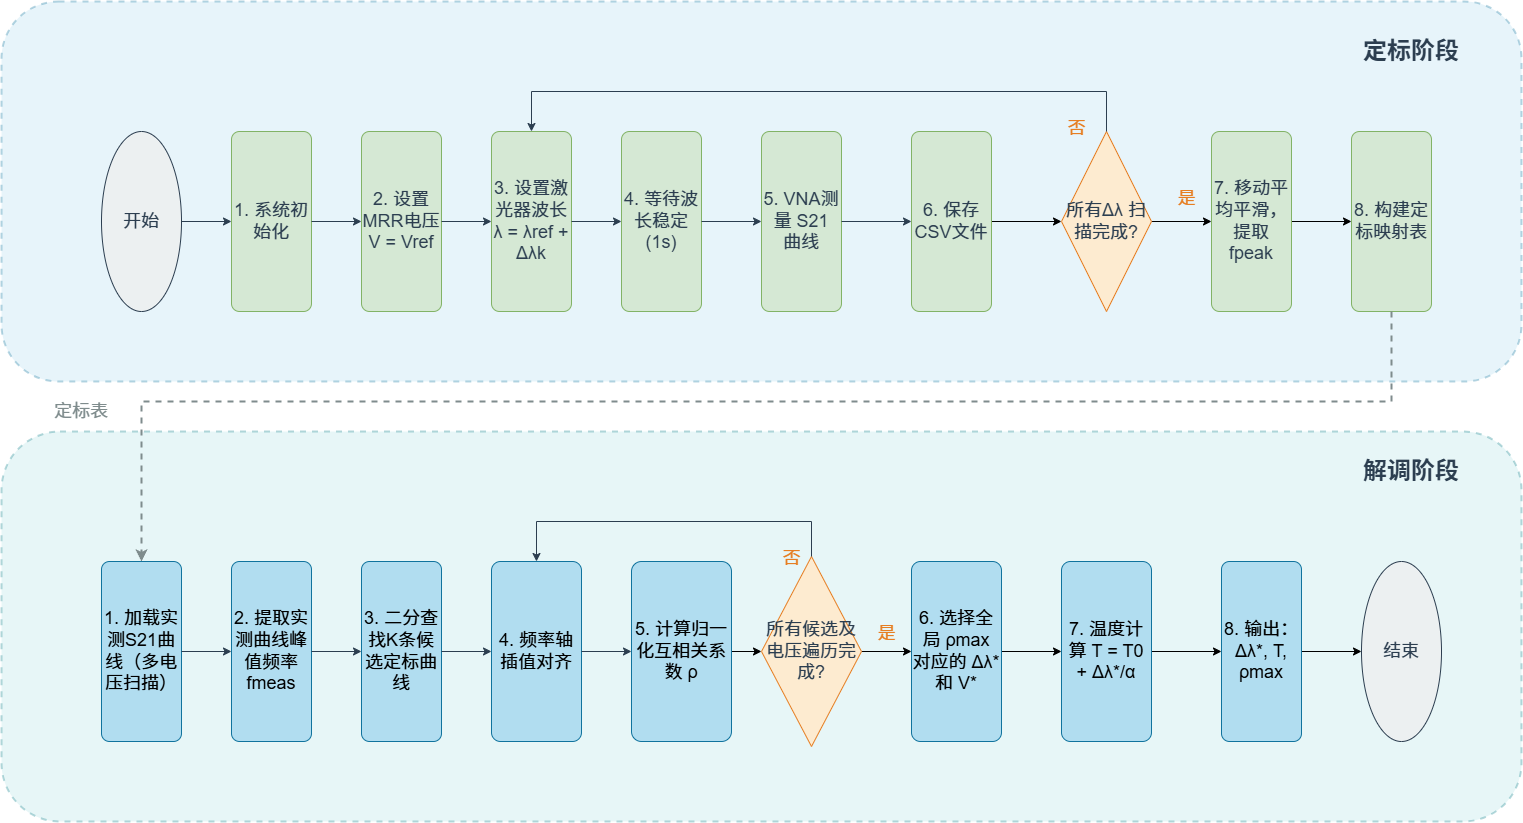 定标阶段
开始
1. 系统初
始化
2. 设置
MRR电压
V = Vref
3. 设置激
光器波长
λ = λref +
Δλk
4. 等待波
长稳定
(1s)
5. VNA测
量 S21
曲线
6. 保存
CSV文件
否
所有Δλ 扫
描完成?
是
7. 移动平
均平滑，
提取
fpeak
8. 构建定
标映射表
定标表
解调阶段
1. 加载实
测S21曲
线（多电
压扫描）
2. 提取实
测曲线峰
值频率
fmeas
3. 二分查
找K条候
选定标曲
线
4. 频率轴
插值对齐
5. 计算归一
化互相关系
数 ρ
否
所有候选及
电压遍历完
成?
是
6. 选择全
局 ρmax
对应的 Δλ*
和 V*
7. 温度计
算 T = T0
+ Δλ*/α
8. 输出：
Δλ*, T,
ρmax
结束